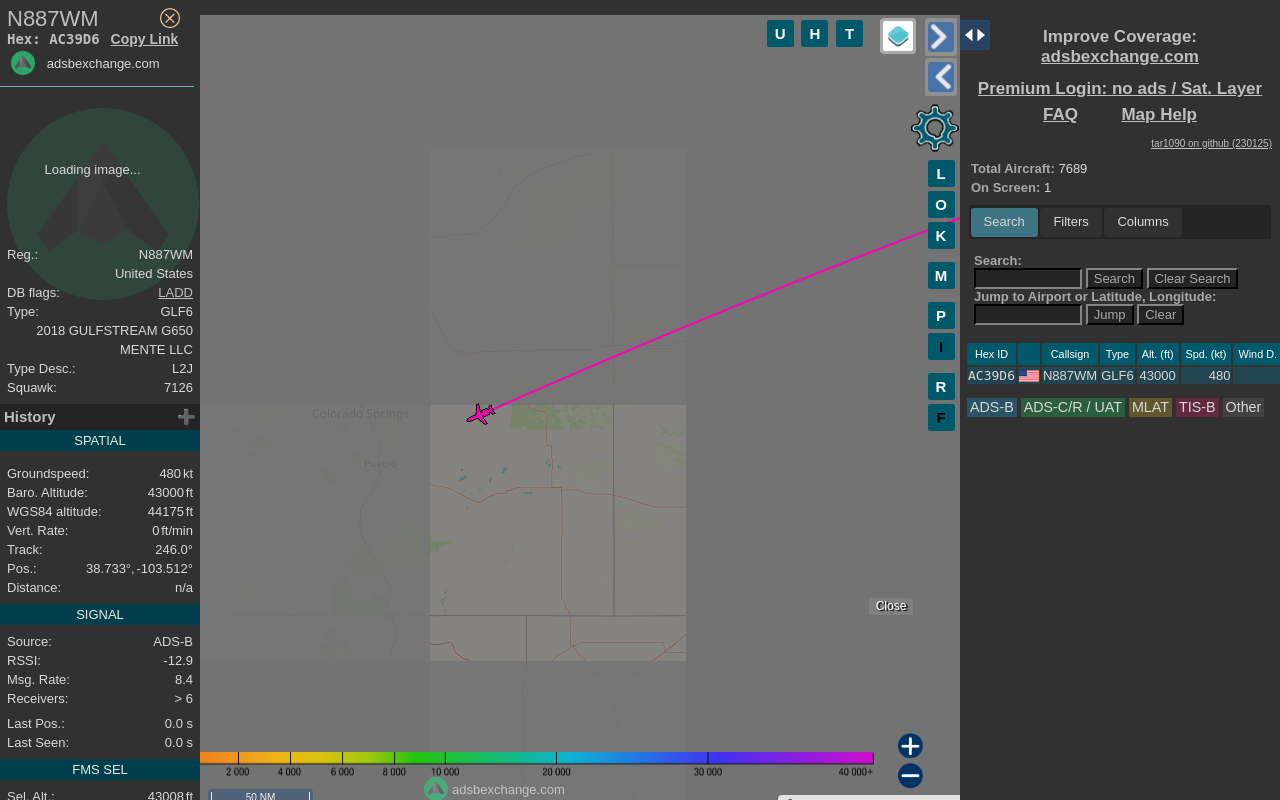 N887WM
Hex: AC39D6 Copy Link
adsbexchange.com
Loading image...
Reg.: N887WM
United States
DB flags: LADD
Type: GLF6
2018 GULFSTREAM G650
MENTE LLC
Type Desc.: L2J
Squawk: 7126
History
SPATIAL
Groundspeed: 480 kt
Baro. Altitude: 43000 ft
WGS84 altitude: 44175 ft
Vert. Rate: 0 ft/min
Track: 246.0°
Pos.: 38.733°, -103.512°
Distance: n/a
SIGNAL
Source: ADS-B
RSSI: -12.9
Msg. Rate: 8.4
Receivers: > 6
Last Pos.: 0.0 s
Last Seen: 0.0 s
FMS SEL
Sel. Alt.: 43008 ft
U H T
L
O
K
M
P
I
R
F
Colorado Springs
Pueblo
Close
2 000 4 000 6 000 8 000 10 000 20 000 30 000 40 000+
adsbexchange.com
50 NM
Improve Coverage:
adsbexchange.com
Premium Login: no ads / Sat. Layer
FAQ Map Help
tar1090 on github (230125)
Total Aircraft: 7689
On Screen: 1
Search Filters Columns
Search:
Search Clear Search
Jump to Airport or Latitude, Longitude:
Jump Clear
Hex ID Callsign Type Alt. (ft) Spd. (kt) Wind D.
AC39D6 N887WM GLF6 43000 480
ADS-B ADS-C/R / UAT MLAT TIS-B Other